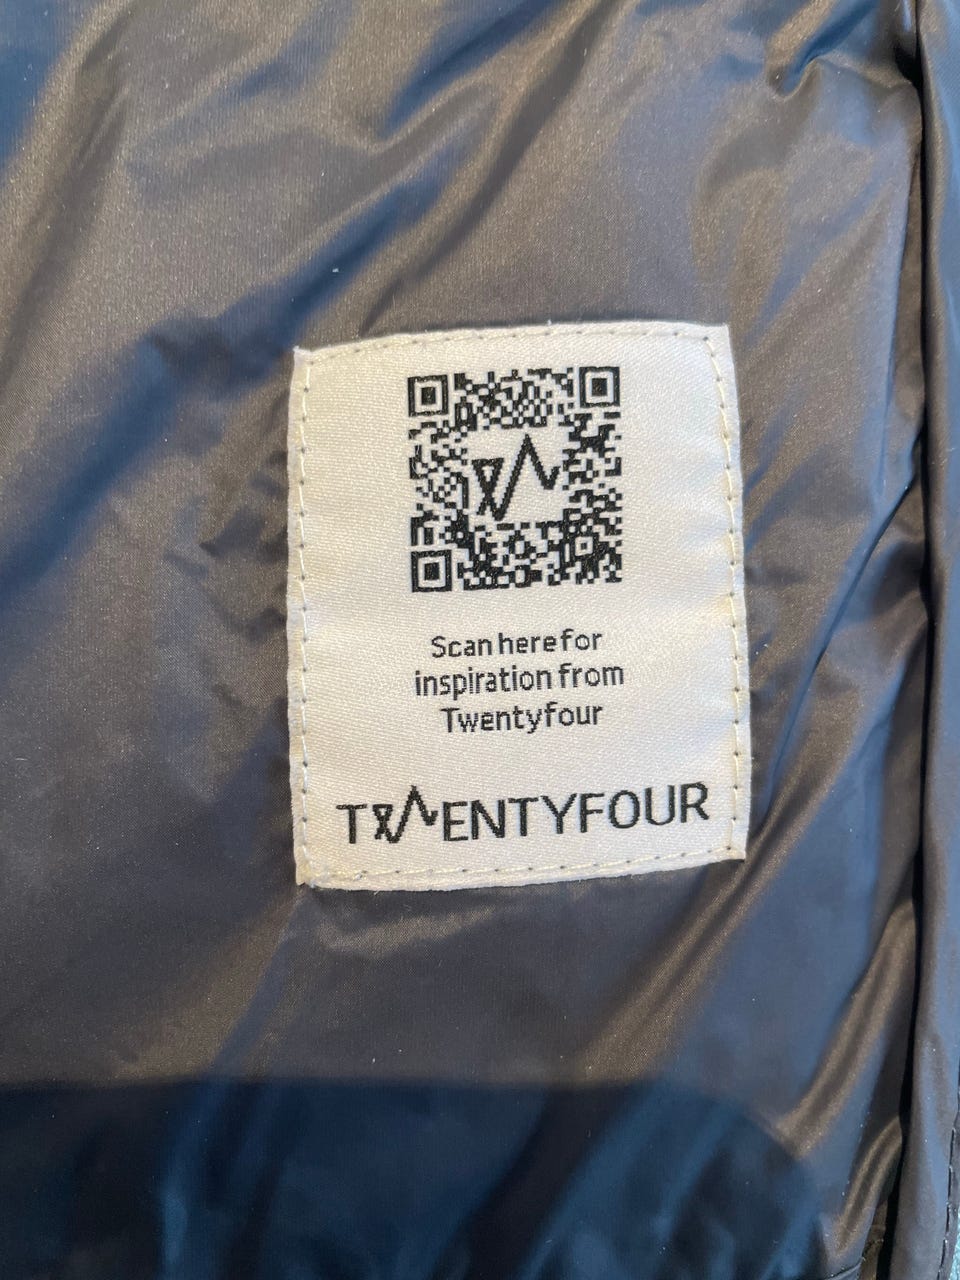 Scan here for
inspiration from
Twentyfour
TWENTYFOUR